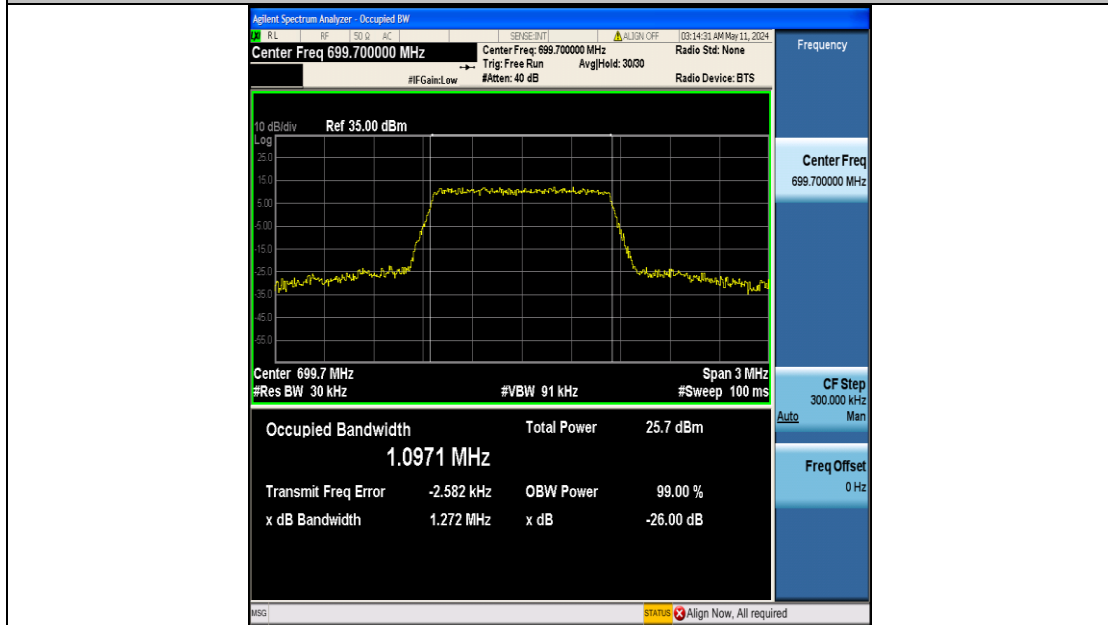 Agilent Spectrum Analyzer - Occupied BW
RL RF 50 Ω AC SENSE:INT ALIGN OFF 03:14:31 AM May 11, 2024
Center Freq 699.700000 MHz
Center Freq: 699.700000 MHz
Radio Std: None
Trig: Free Run Avg|Hold: 30/30
#IFGain:Low #Atten: 40 dB Radio Device: BTS
Frequency
10 dB/div Ref 35.00 dBm
Log
25.0
15.0
5.00
-5.00
-15.0
-25.0
-35.0
-45.0
-55.0
Center 699.7 MHz Span 3 MHz
#Res BW 30 kHz #VBW 91 kHz #Sweep 100 ms
Center Freq
699.700000 MHz
CF Step
300.000 kHz
Auto Man
Freq Offset
0 Hz
Occupied Bandwidth Total Power 25.7 dBm
1.0971 MHz
Transmit Freq Error -2.582 kHz OBW Power 99.00 %
x dB Bandwidth 1.272 MHz x dB -26.00 dB
MSG STATUS Align Now, All required